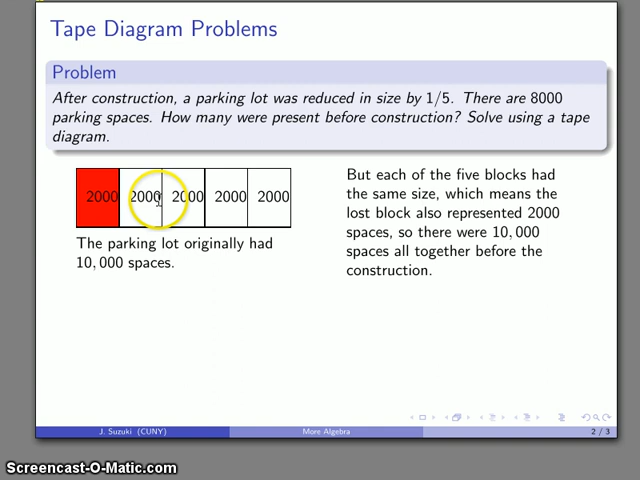 Tape Diagram Problems
Problem
After construction, a parking lot was reduced in size by 1/5. There are 8000
parking spaces. How many were present before construction? Solve using a tape
diagram.
2000 2000 2000 2000 2000
The parking lot originally had
10,000 spaces.
But each of the five blocks had
the same size, which means the
lost block also represented 2000
spaces, so there were 10,000
spaces all together before the
construction.
J. Suzuki (CUNY) More Algebra 2 / 3
Screencast-O-Matic.com